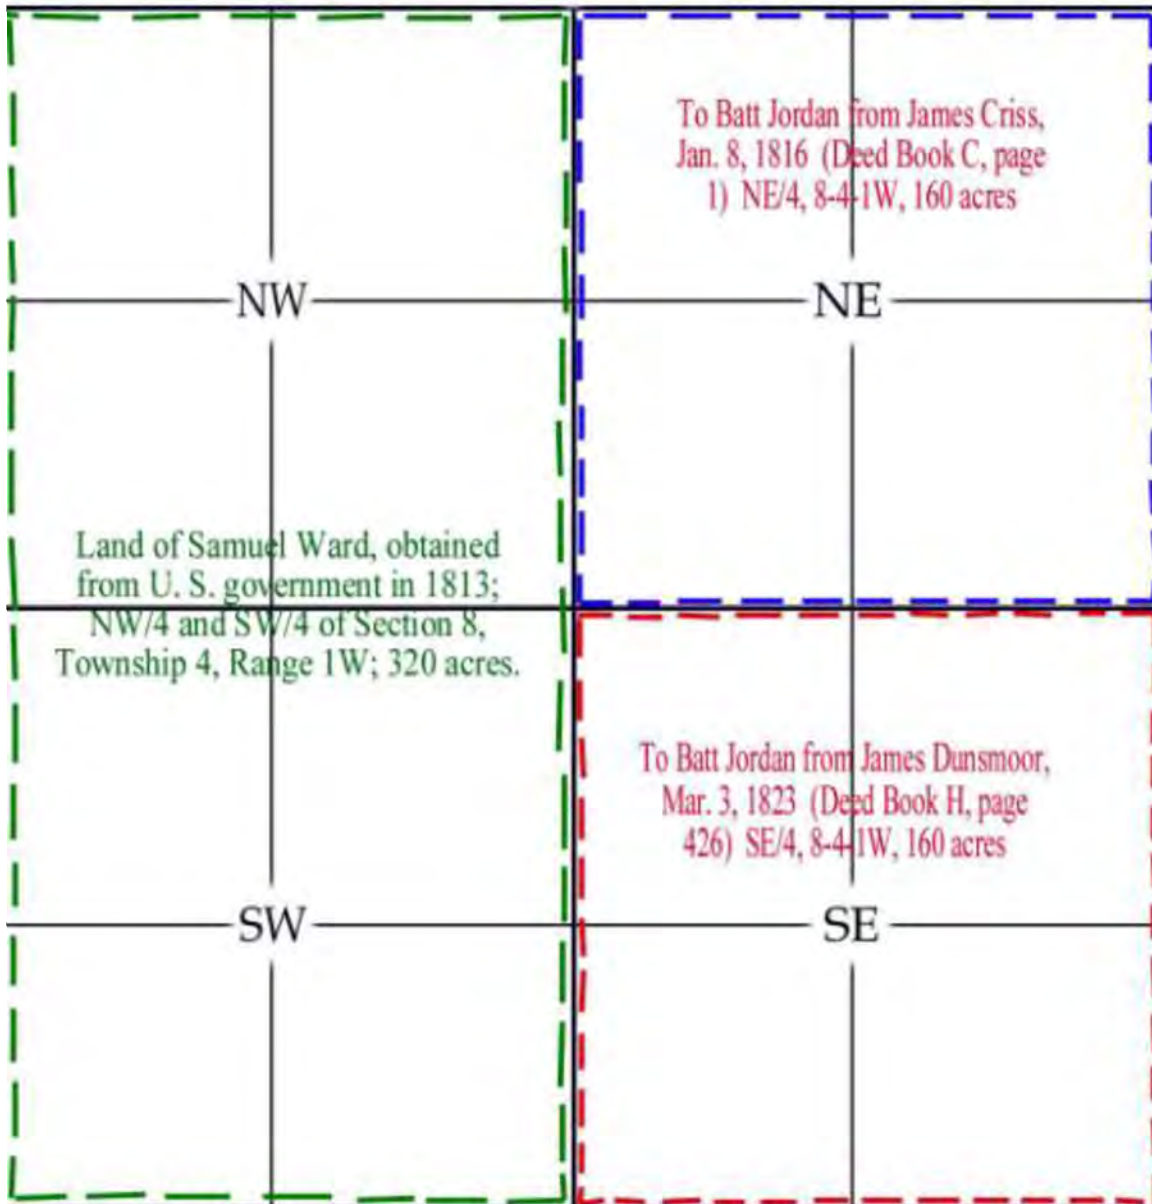 To Batt Jordan from James Criss,
Jan. 8, 1816 (Deed Book C, page
1) NE/4, 8-4-1W, 160 acres
NW
NE
Land of Samuel Ward, obtained
from U. S. government in 1813;
NW/4 and SW/4 of Section 8,
Township 4, Range 1W; 320 acres.
To Batt Jordan from James Dunsmoor,
Mar. 3, 1823 (Deed Book H, page
426) SE/4, 8-4-1W, 160 acres
SW
SE